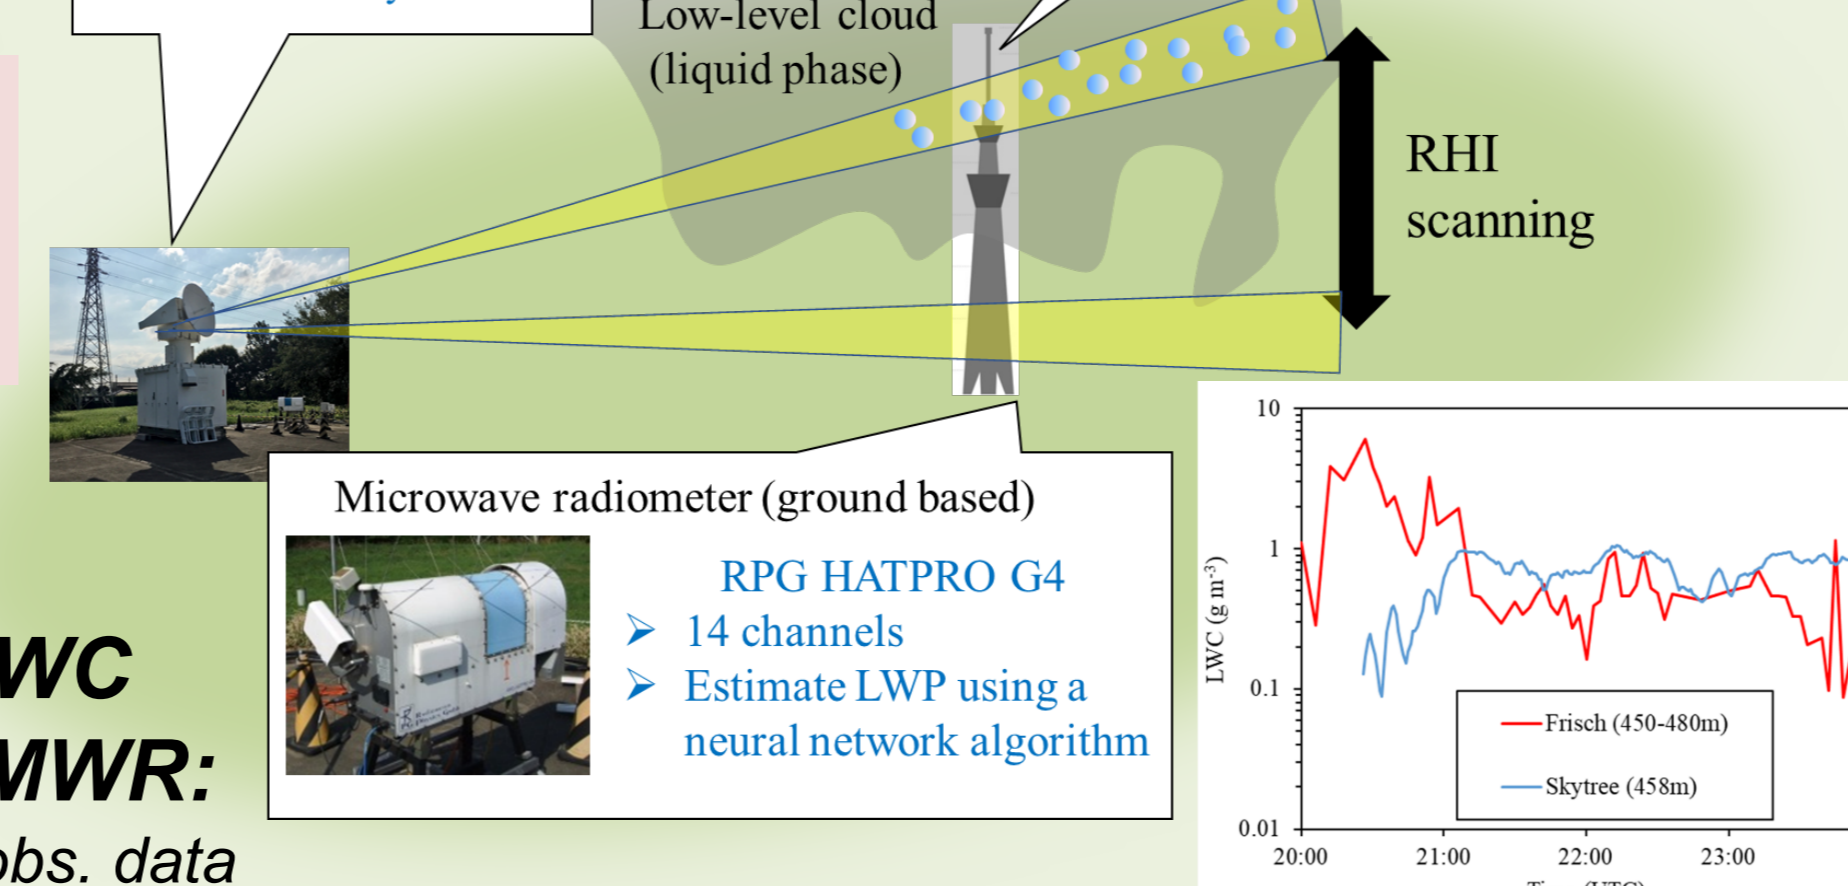 Low-level cloud
(liquid phase)
RHI
scanning
Microwave radiometer (ground based)
RPG HATPRO G4
➢ 14 channels
➢ Estimate LWP using a
neural network algorithm
WC
MWR:
obs. data
10
1
0.1
0.01
LWC (g m⁻³)
Frisch (450-480m)
Skytree (458m)
20:00 21:00 22:00 23:00